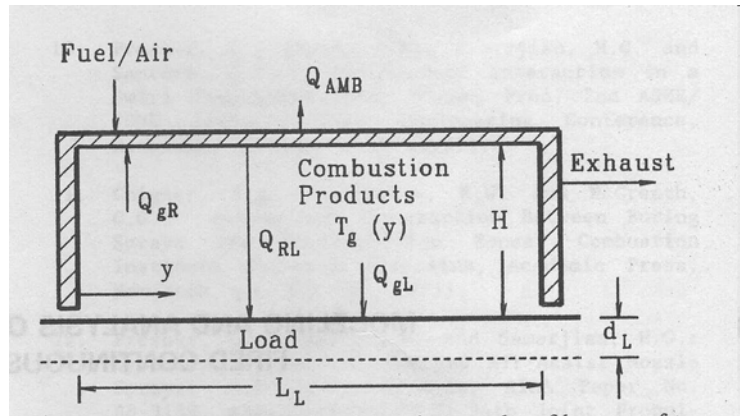 Fuel/Air
Q_AMB
Combustion
Products
T_g (y)
Exhaust
Q_gR
Q_RL
H
Q_gL
y
Load
d_L
L_L